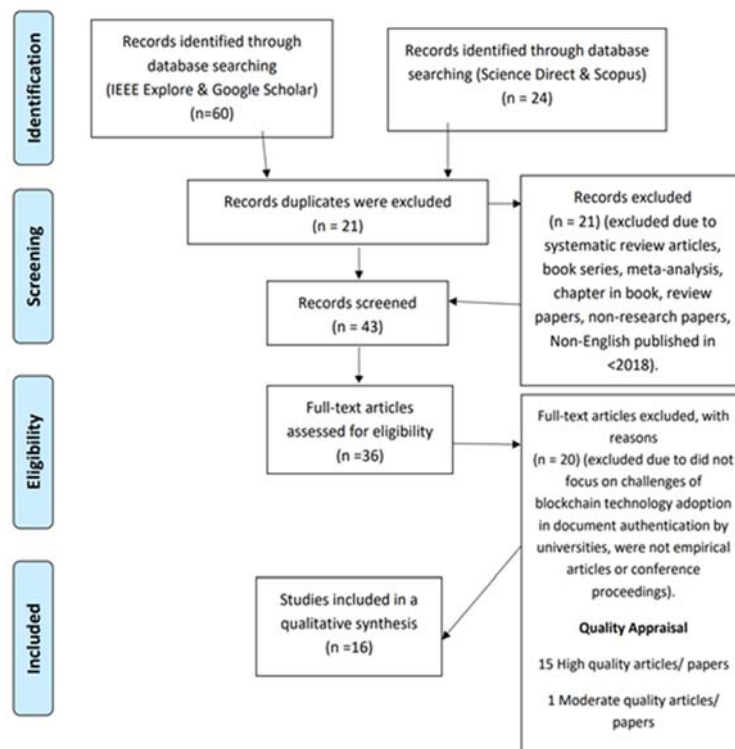 Identification
Records identified through
database searching
(IEEE Explore & Google Scholar)
(n=60)
Records identified through database
searching (Science Direct & Scopus)
(n = 24)
Screening
Records duplicates were excluded
(n = 21)
Records excluded
(n = 21) (excluded due to
systematic review articles,
book series, meta-analysis,
chapter in book, review
papers, non-research papers,
Non-English published in
<2018).
Records screened
(n = 43)
Eligibility
Full-text articles
assessed for eligibility
(n =36)
Full-text articles excluded, with
reasons
(n = 20) (excluded due to did not
focus on challenges of
blockchain technology adoption
in document authentication by
universities, were not empirical
articles or conference
proceedings).
Quality Appraisal
15 High quality articles/ papers
1 Moderate quality articles/
papers
Included
Studies included in a
qualitative synthesis
(n =16)